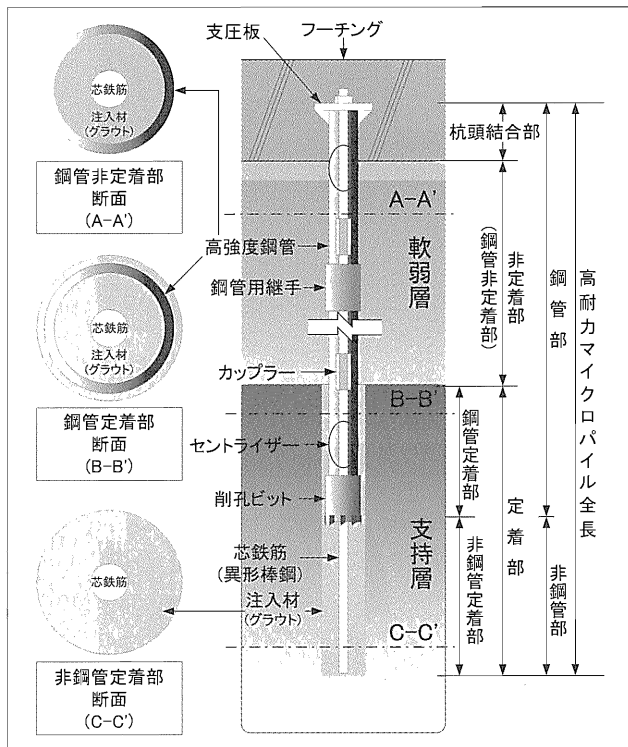 支圧板
フーチング
芯鉄筋
注入材
(グラウト)
鋼管非定着部
断面
(A-A')
高強度鋼管
鋼管用継手
芯鉄筋
注入材
(グラウト)
カップラー
鋼管定着部
断面
(B-B')
セントライザー
削孔ビット
芯鉄筋
(異形棒鋼)
注入材
(グラウト)
芯鉄筋
非鋼管定着部
断面
(C-C')
A-A'
軟弱層
B-B'
支持層
C-C'
杭頭結合部
非定着部
(鋼管非定着部)
鋼管定着部
非鋼管定着部
定着部
鋼管部
非鋼管部
高耐力マイクロパイル全長